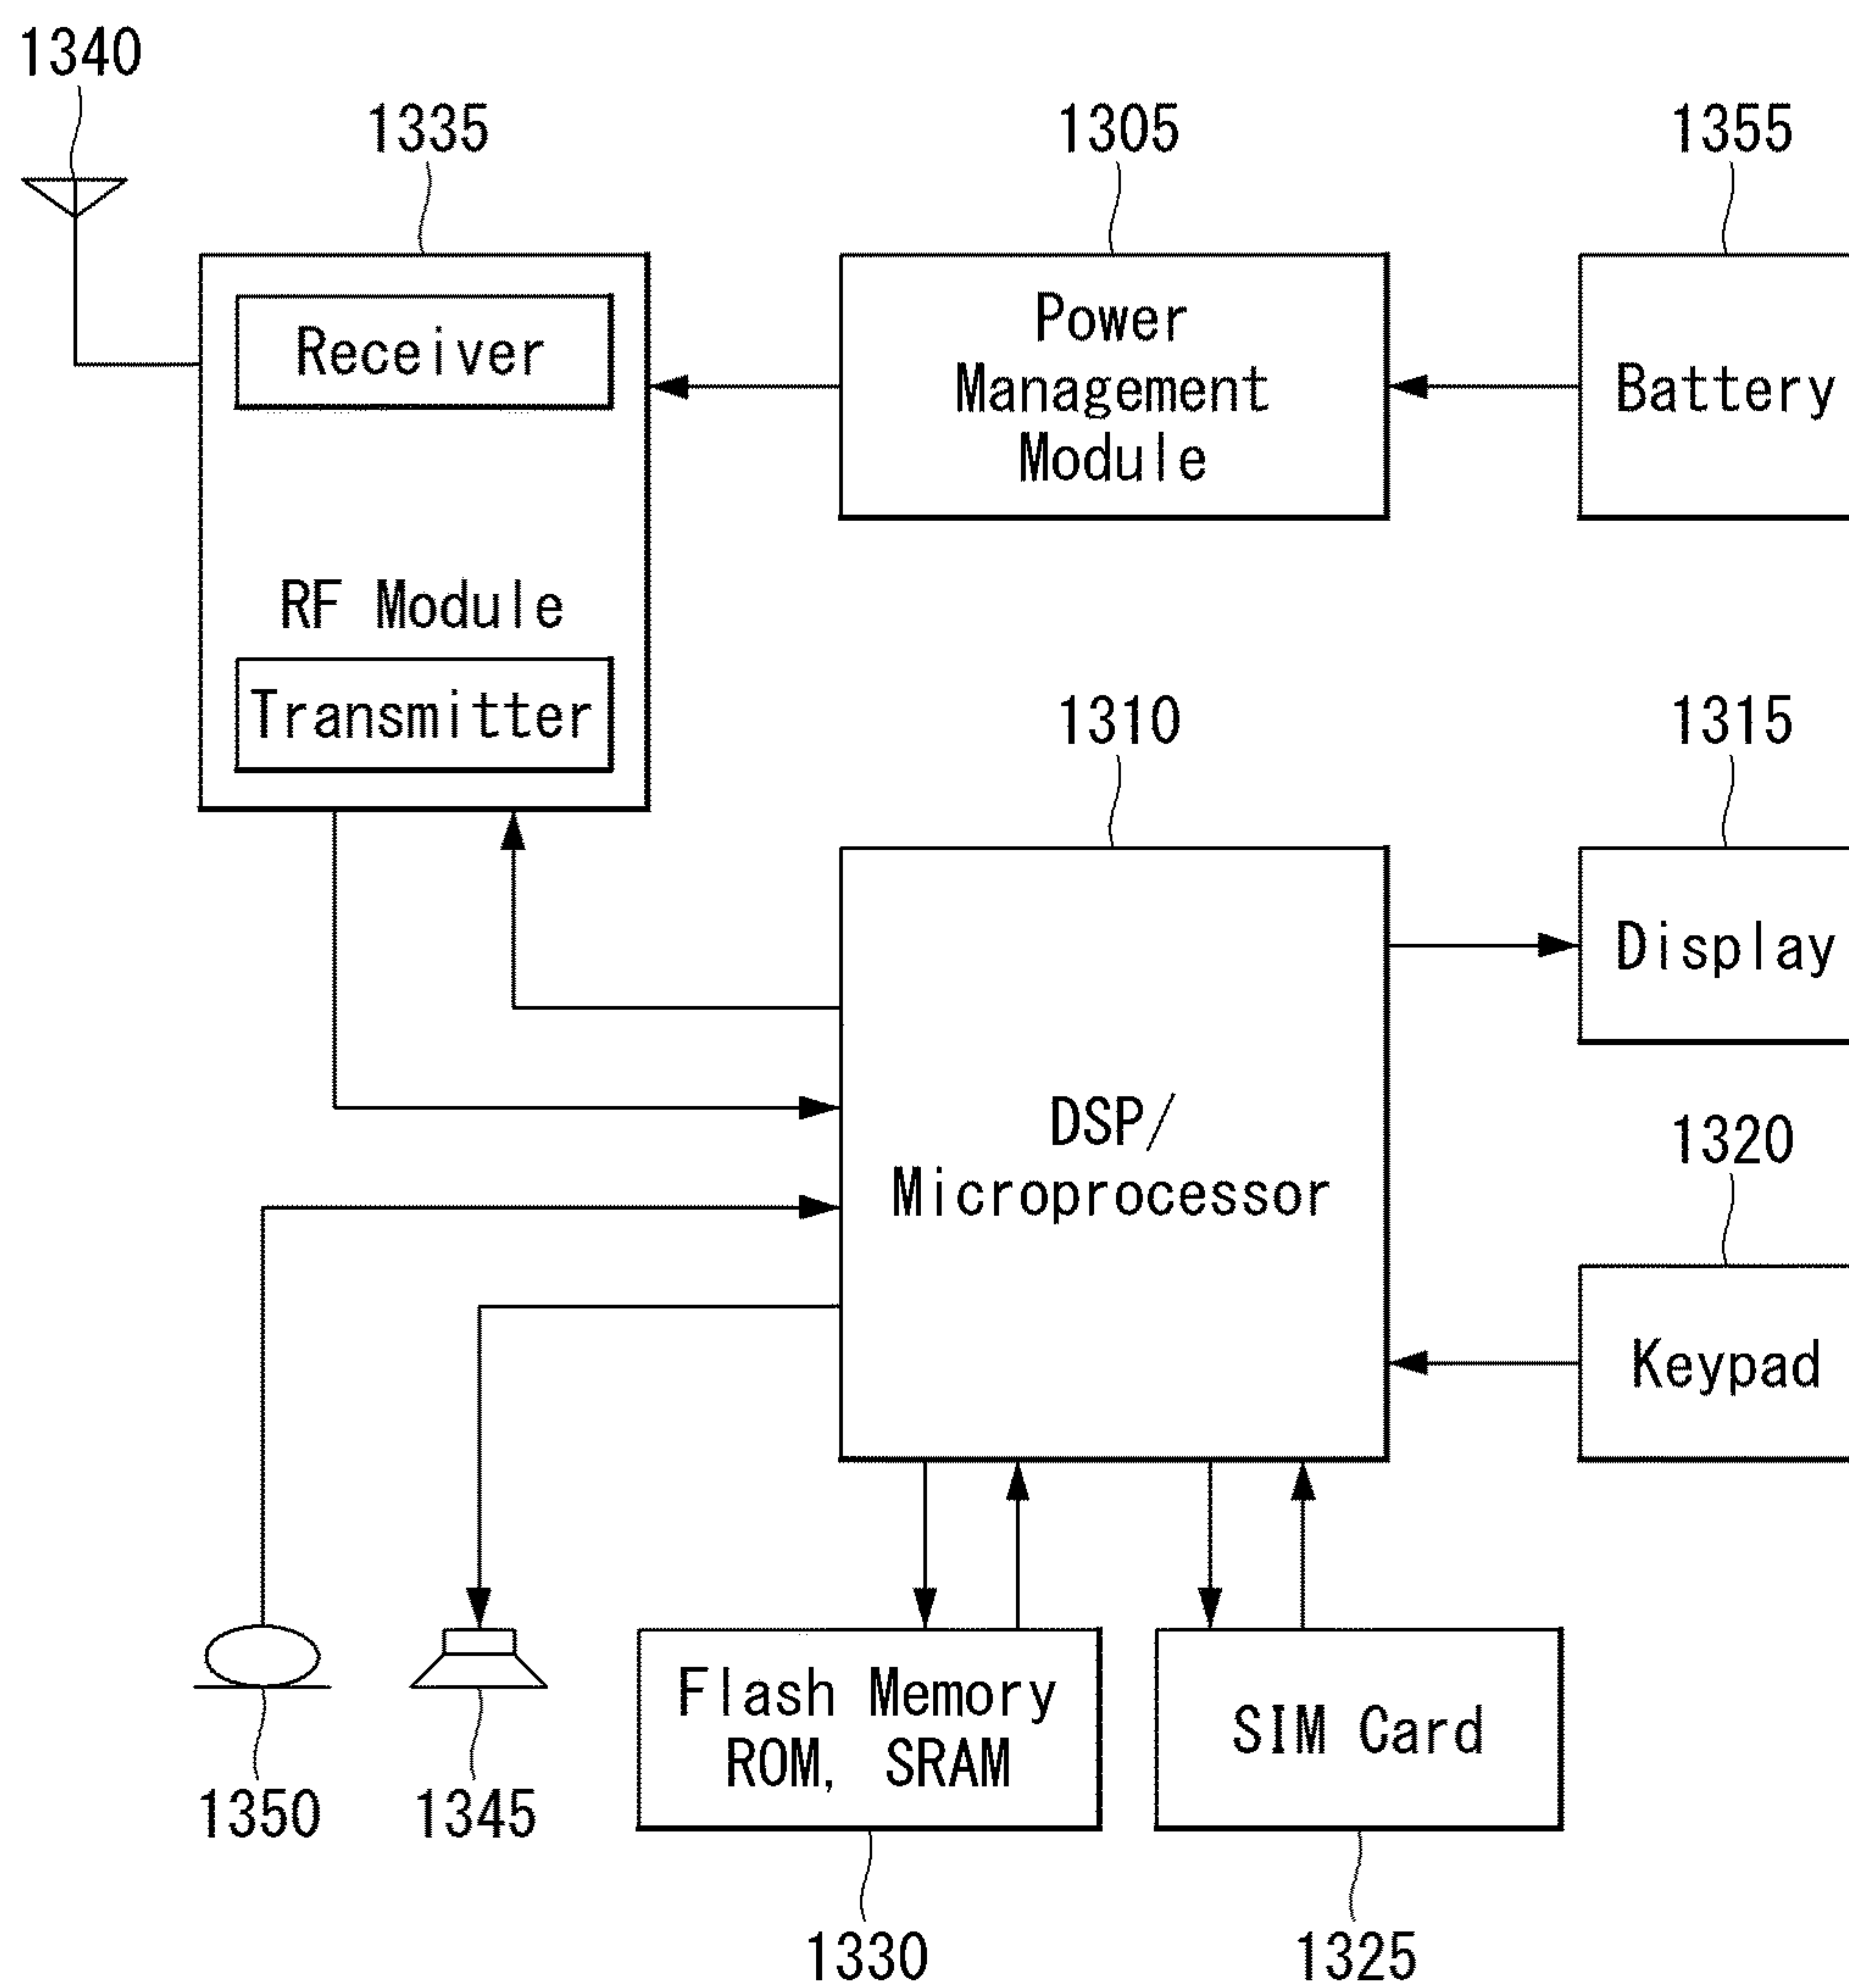 1340
1335
1305
1355
Receiver
RF Module
Transmitter
Power
Management
Module
Battery
1310
1315
DSP/
Microprocessor
Display
1320
Keypad
Flash Memory
ROM, SRAM
SIM Card
1350
1345
1330
1325